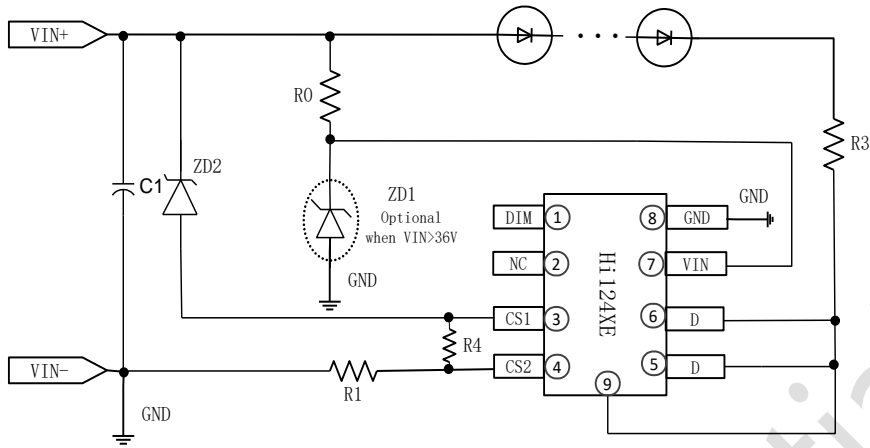 VIN+
R0
R3
ZD2
C1
ZD1
Optional
when VIN>36V
GND
GND
DIM
1
8
GND
NC
2
7
VIN
Hi124XE
CS1
3
6
D
R4
VIN-
CS2
4
5
D
9
R1
GND